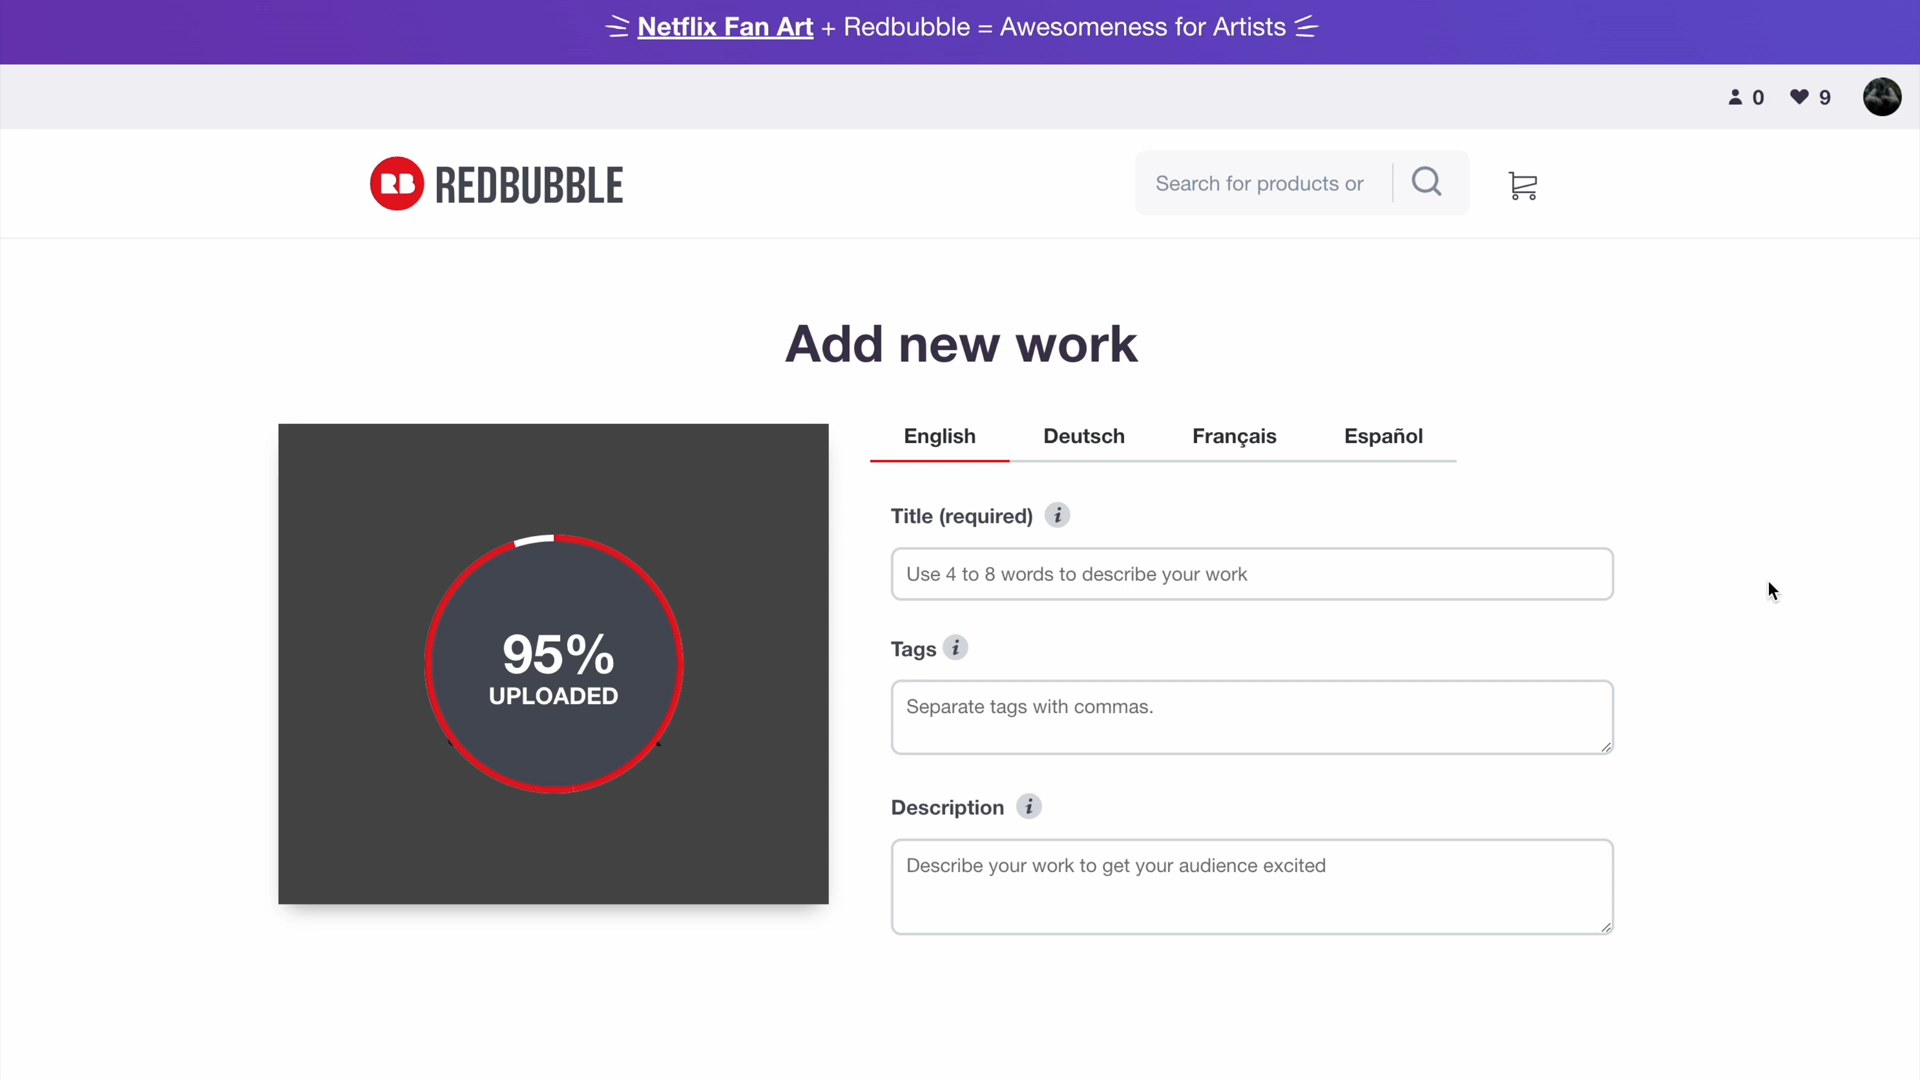 Netflix Fan Art + Redbubble = Awesomeness for Artists
0 9
RB REDBUBBLE
Search for products or
Add new work
English Deutsch Français Español
Title (required) i
Use 4 to 8 words to describe your work
Tags i
Separate tags with commas.
95%
UPLOADED
Description i
Describe your work to get your audience excited